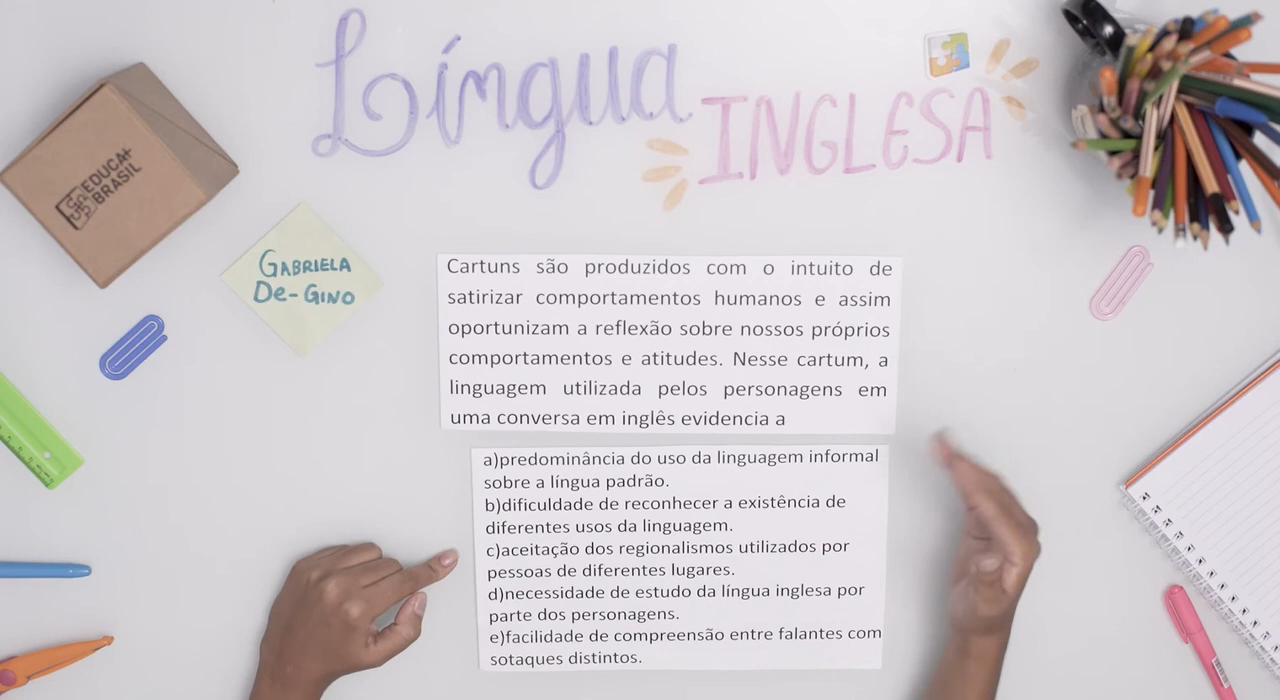 Língua
INGLESA
EDUCA+
BRASIL
GABRIELA
De-GINO
Cartuns são produzidos com o intuito de
satirizar comportamentos humanos e assim
oportunizam a reflexão sobre nossos próprios
comportamentos e atitudes. Nesse cartum, a
linguagem utilizada pelos personagens em
uma conversa em inglês evidencia a
a)predominância do uso da linguagem informal
sobre a língua padrão.
b)dificuldade de reconhecer a existência de
diferentes usos da linguagem.
c)aceitação dos regionalismos utilizados por
pessoas de diferentes lugares.
d)necessidade de estudo da língua inglesa por
parte dos personagens.
e)facilidade de compreensão entre falantes com
sotaques distintos.